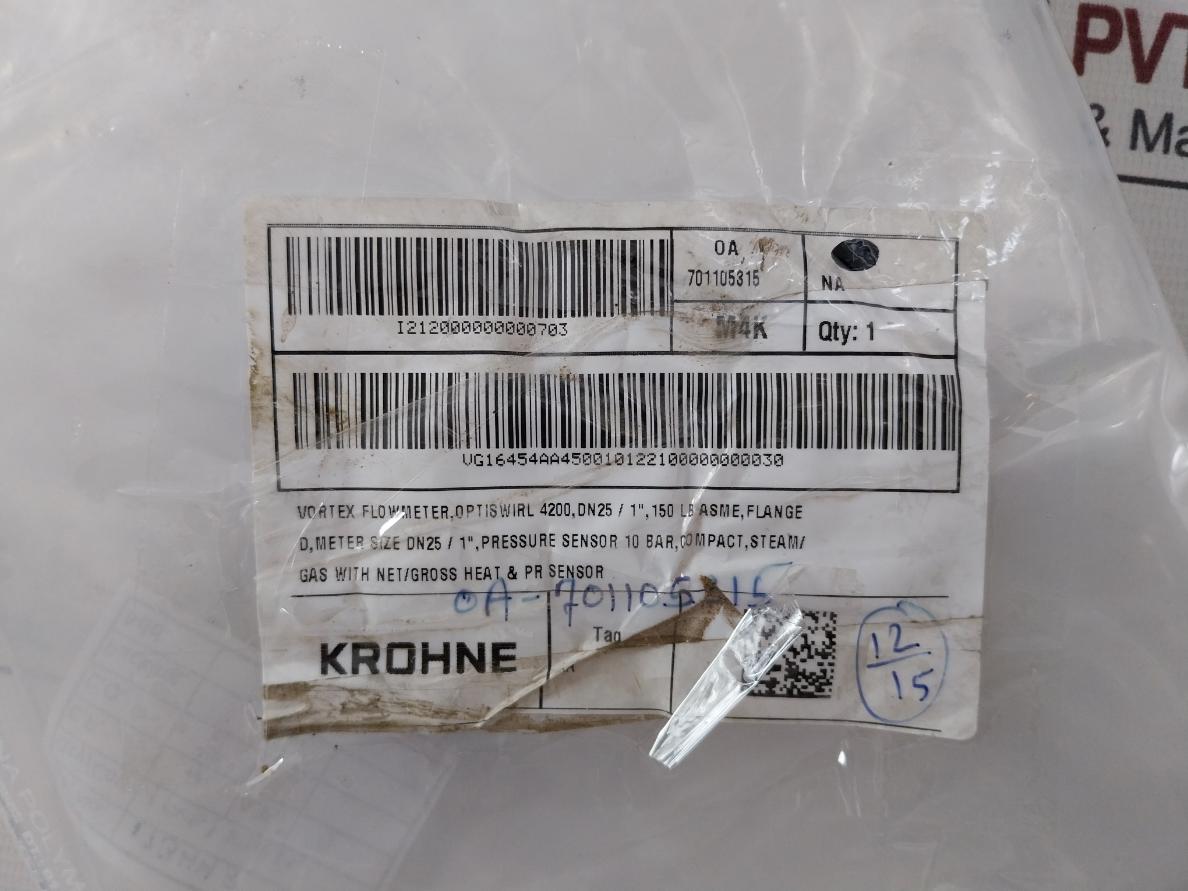 PVT
& Ma
OA
701105315
NA
I212000000000703
M4K
Qty: 1
VG16454AA45001012210000000030
VORTEX FLOWMETER,OPTISWIRL 4200,DN25 / 1",150 LB ASME,FLANGE
D,METER SIZE DN25 / 1",PRESSURE SENSOR 10 BAR,COMPACT,STEAM/
GAS WITH NET/GROSS HEAT & PR SENSOR
OA-701105315
KROHNE
Tag
12
15